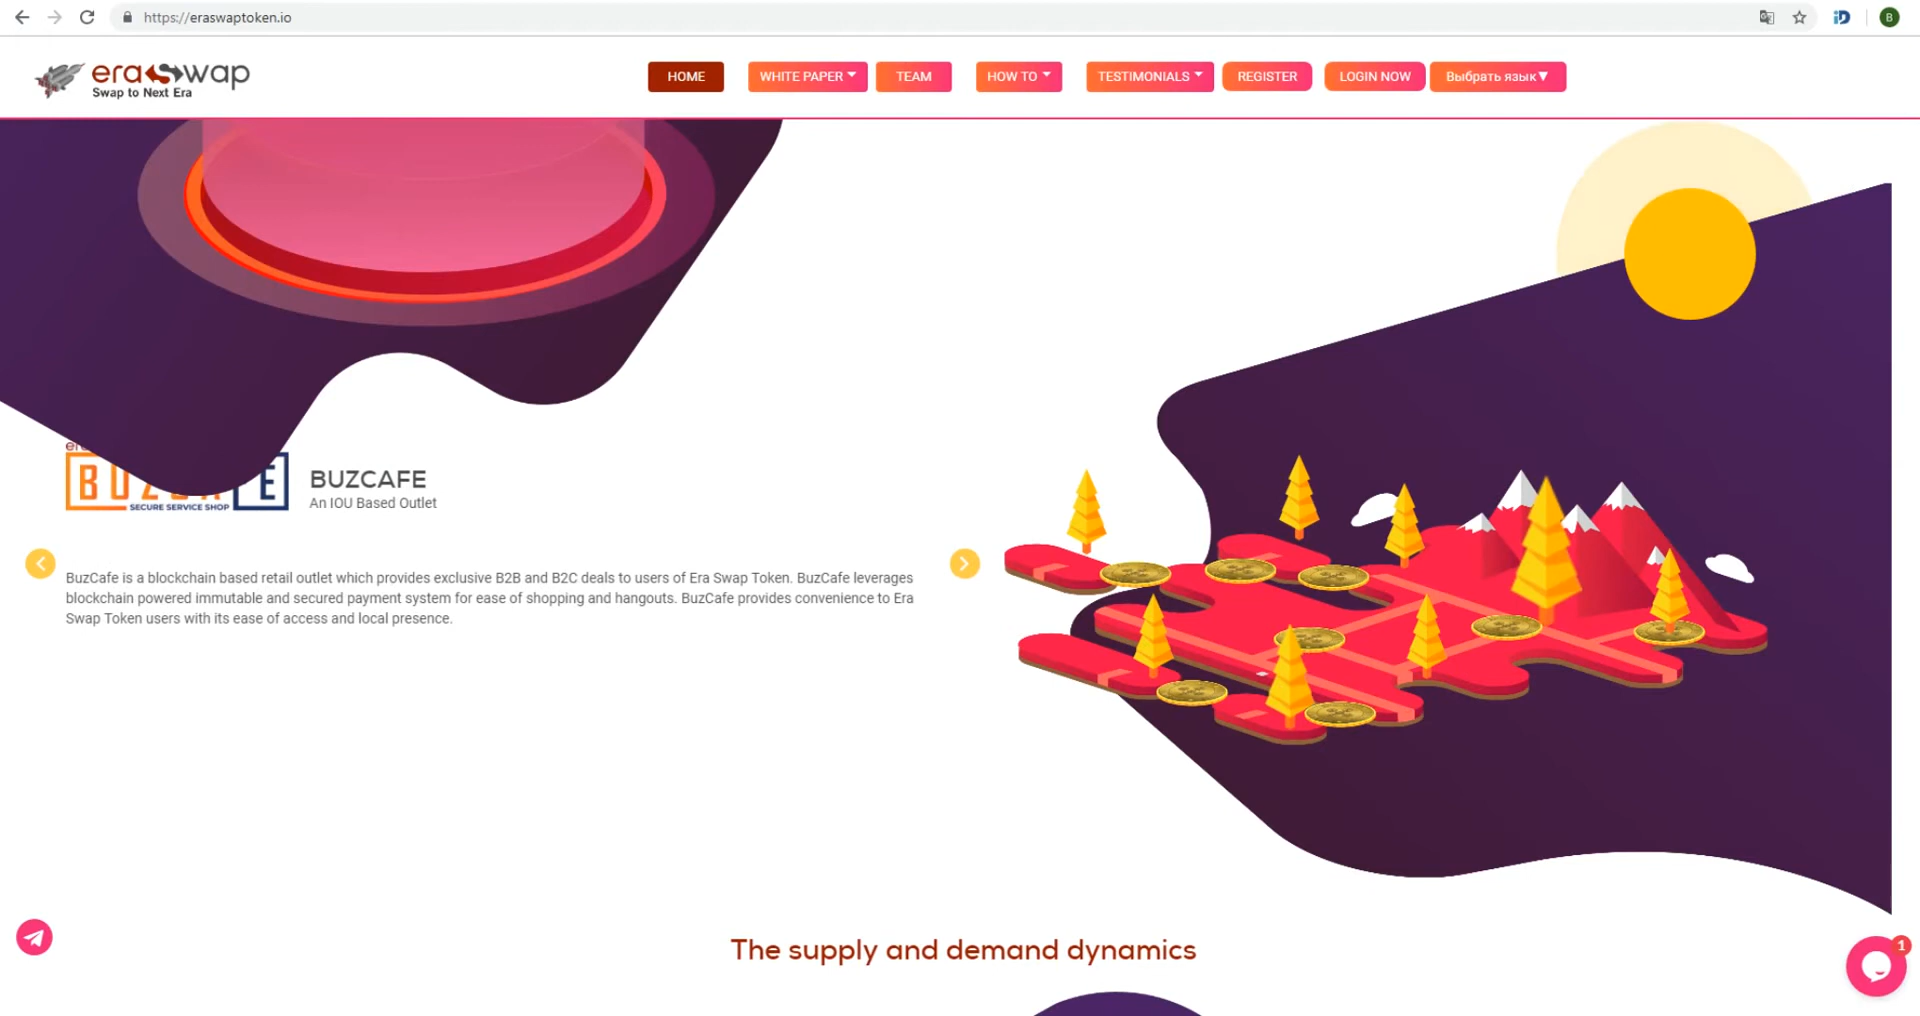 https://eraswaptoken.io
B
era swap
Swap to Next Era
HOME
WHITE PAPER
TEAM
HOW TO
TESTIMONIALS
REGISTER
LOGIN NOW
Выбрать язык▼
SECURE SERVICE SHOP
BUZCAFE
An IOU Based Outlet
BuzCafe is a blockchain based retail outlet which provides exclusive B2B and B2C deals to users of Era Swap Token. BuzCafe leverages
blockchain powered immutable and secured payment system for ease of shopping and hangouts. BuzCafe provides convenience to Era
Swap Token users with its ease of access and local presence.
The supply and demand dynamics
1